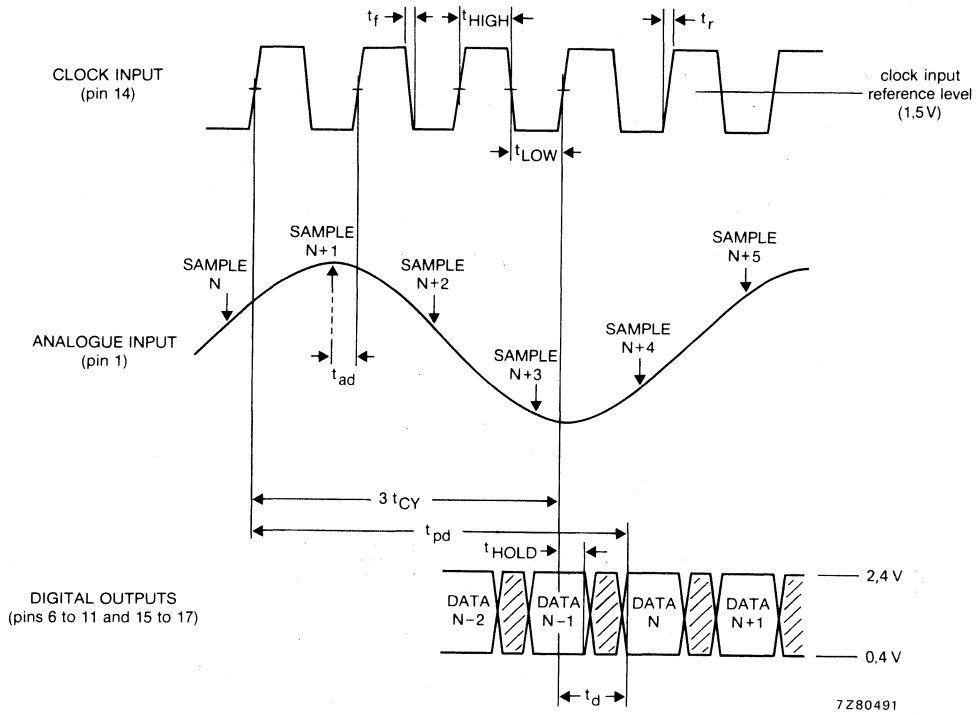 tf
tHIGH
tr
CLOCK INPUT
(pin 14)
clock input
reference level
(1,5 V)
tLOW
SAMPLE
N
SAMPLE
N+1
SAMPLE
N+2
SAMPLE
N+3
SAMPLE
N+4
SAMPLE
N+5
ANALOGUE INPUT
(pin 1)
tad
3 tCY
tpd
tHOLD
DIGITAL OUTPUTS
(pins 6 to 11 and 15 to 17)
DATA
N-2
DATA
N-1
DATA
N
DATA
N+1
2,4 V
0,4 V
td
7Z80491